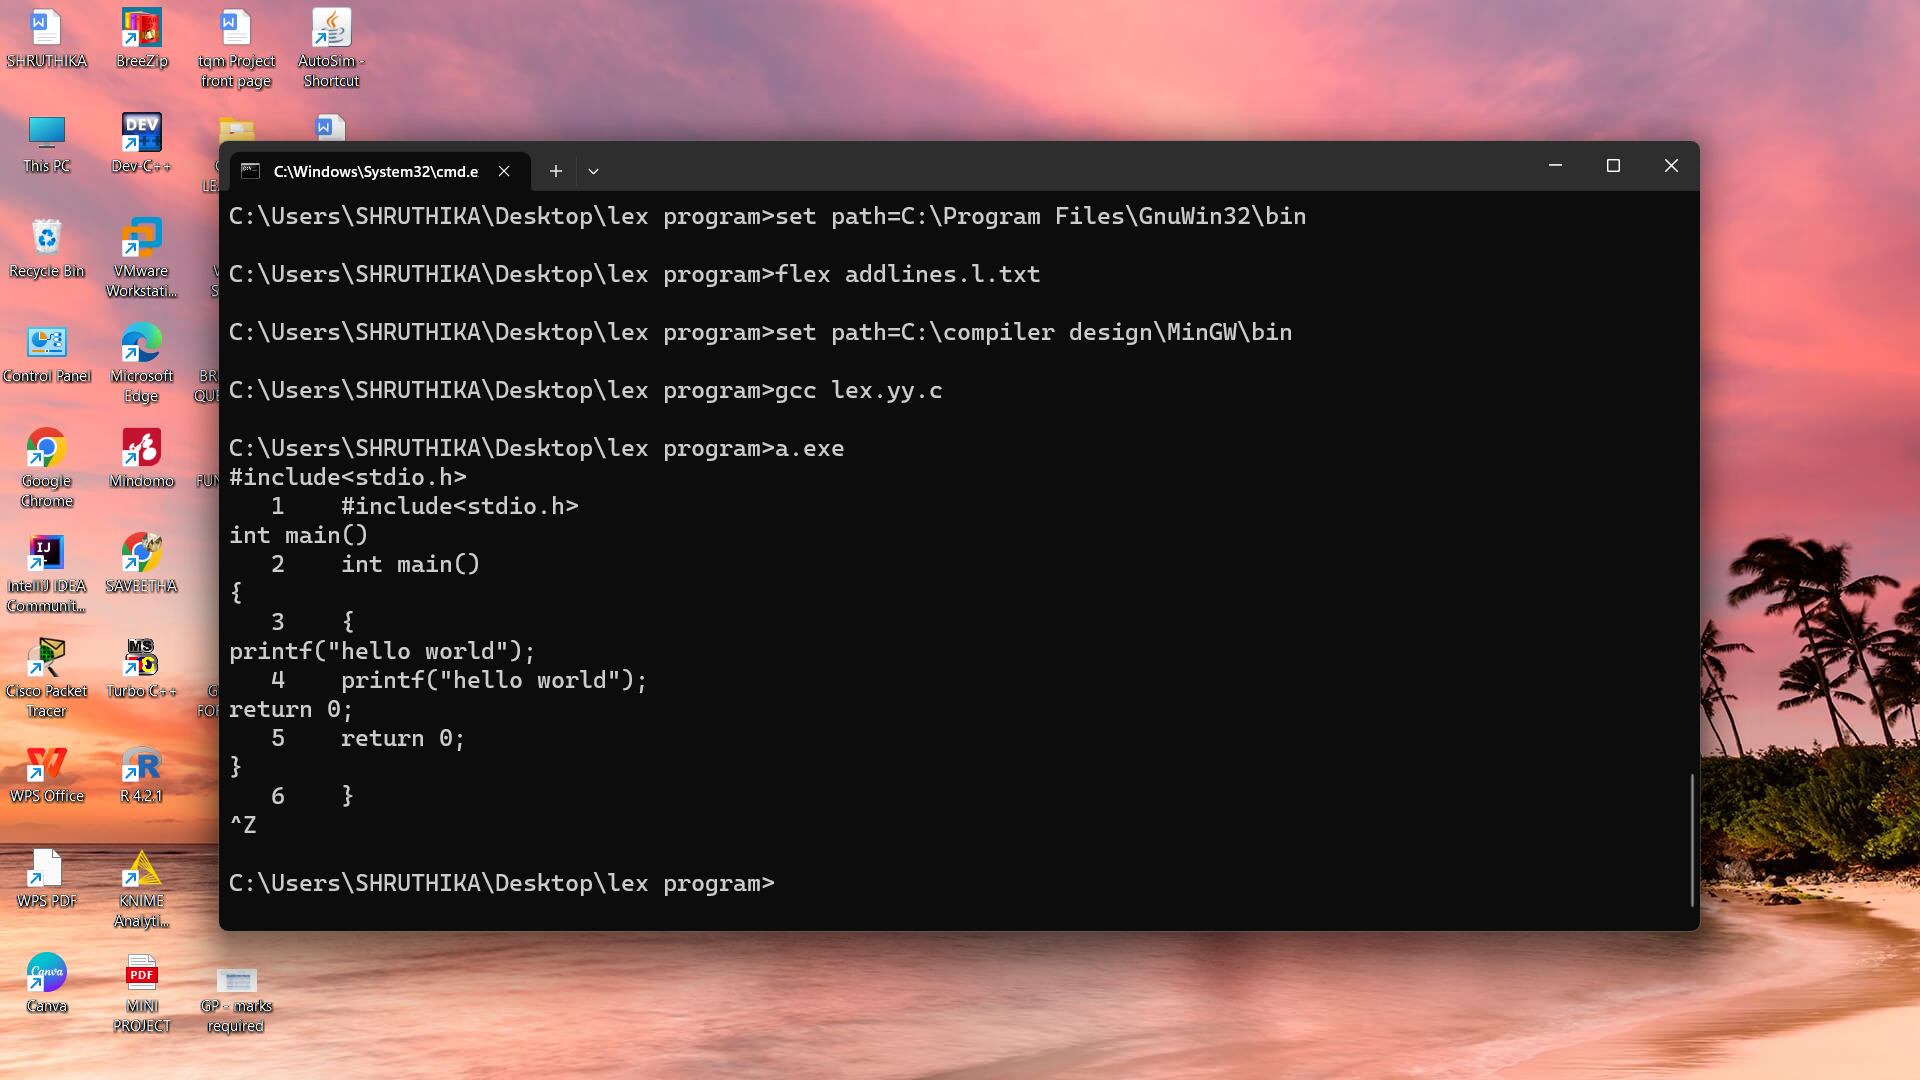 SHRUTHIKA
BreeZip
tqm Project
front page
AutoSim -
Shortcut
This PC
DEV
Dev-C++
Recycle Bin
VMware
Workstati...
Control Panel
Microsoft
Edge
Google
Chrome
Mindomo
IntelliJ IDEA
Communit...
SAVEETHA
Cisco Packet
Tracer
MS
Turbo C++
WPS Office
R 4.2.1
WPS PDF
KNIME
Analyti...
Canva
Canva
PDF
MINI
PROJECT
GP - marks
required
C:\Windows\System32\cmd.e
C:\Users\SHRUTHIKA\Desktop\lex program>set path=C:\Program Files\GnuWin32\bin
C:\Users\SHRUTHIKA\Desktop\lex program>flex addlines.l.txt
C:\Users\SHRUTHIKA\Desktop\lex program>set path=C:\compiler design\MinGW\bin
C:\Users\SHRUTHIKA\Desktop\lex program>gcc lex.yy.c
C:\Users\SHRUTHIKA\Desktop\lex program>a.exe
#include<stdio.h>
   1    #include<stdio.h>
int main()
   2    int main()
{
   3    {
printf("hello world");
   4    printf("hello world");
return 0;
   5    return 0;
}
   6    }
^Z
C:\Users\SHRUTHIKA\Desktop\lex program>